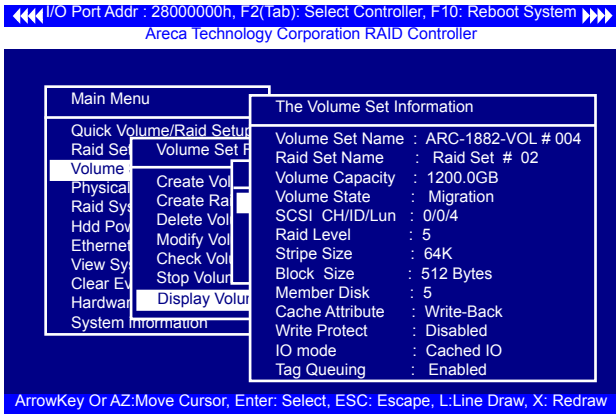 I/O Port Addr : 28000000h, F2(Tab): Select Controller, F10: Reboot System
Areca Technology Corporation RAID Controller
Main Menu
Quick Volume/Raid Setup
Raid Set
Volume
Physical
Raid Sys
Hdd Pow
Ethernet
View Sys
Clear Ev
Hardwar
System Information
Volume Set F
Create Vol
Create Ra
Delete Volu
Modify Vol
Check Volu
Stop Volum
Display Volum
The Volume Set Information
Volume Set Name : ARC-1882-VOL # 004
Raid Set Name : Raid Set # 02
Volume Capacity : 1200.0GB
Volume State : Migration
SCSI CH/ID/Lun : 0/0/4
Raid Level : 5
Stripe Size : 64K
Block Size : 512 Bytes
Member Disk : 5
Cache Attribute : Write-Back
Write Protect : Disabled
IO mode : Cached IO
Tag Queuing : Enabled
ArrowKey Or AZ:Move Cursor, Enter: Select, ESC: Escape, L:Line Draw, X: Redraw